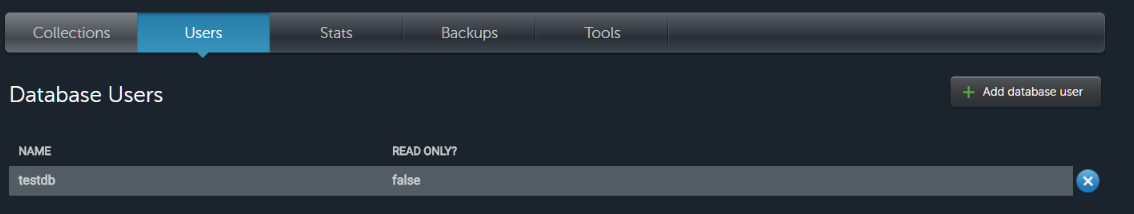 Collections Users Stats Backups Tools
Database Users
+ Add database user
NAME READ ONLY?
testdb false